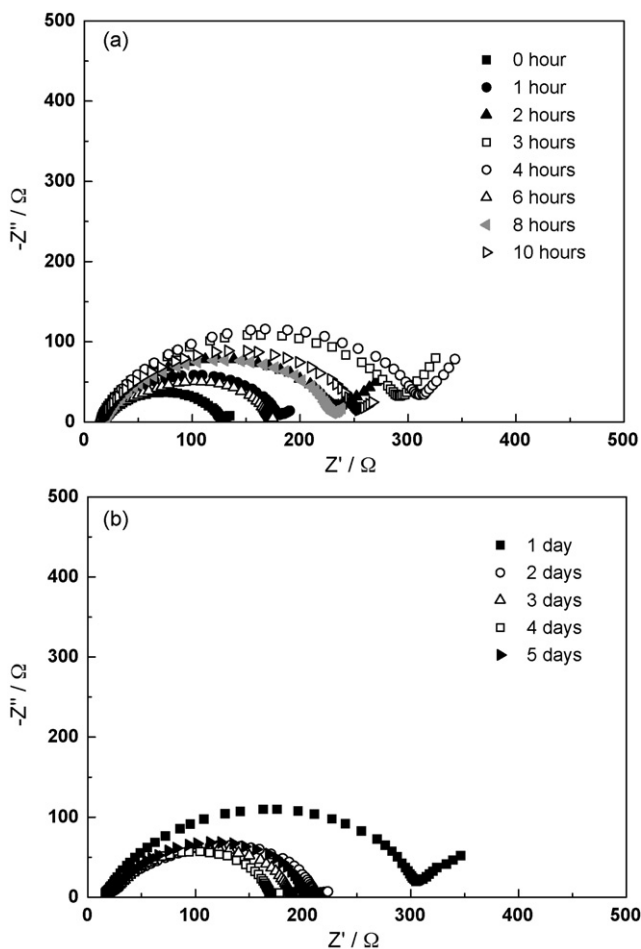 (a)
500
400
300
200
100
0
-Z" / Ω
0 hour
1 hour
2 hours
3 hours
4 hours
6 hours
8 hours
10 hours
0 100 200 300 400 500
Z' / Ω
(b)
500
400
300
200
100
0
-Z" / Ω
1 day
2 days
3 days
4 days
5 days
0 100 200 300 400 500
Z' / Ω